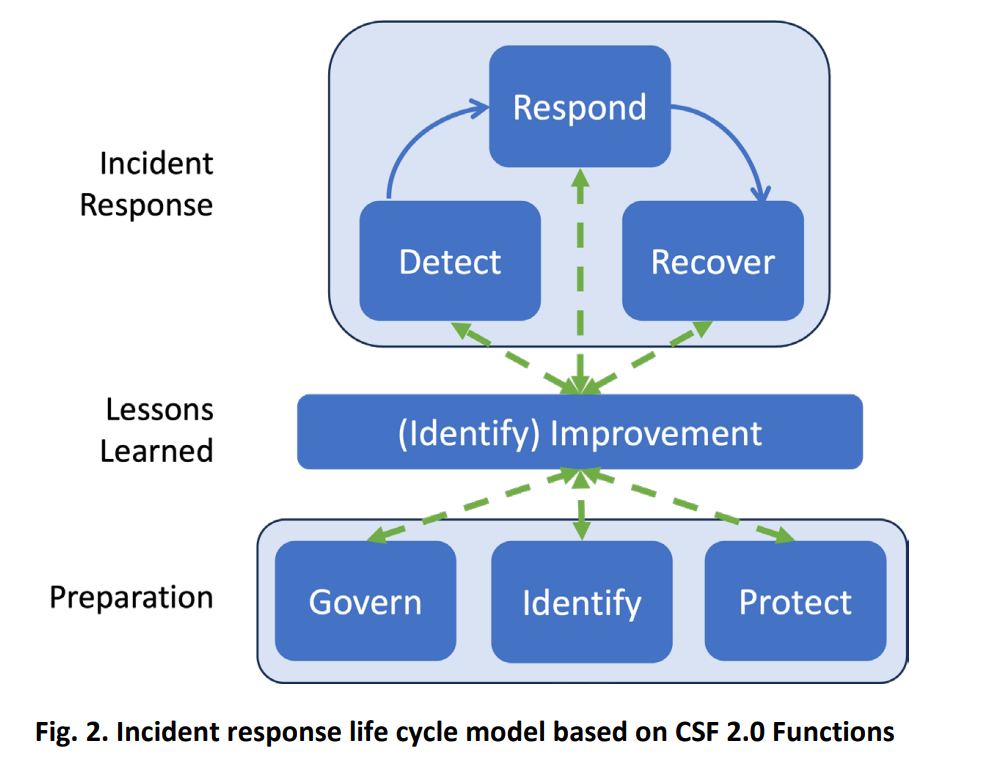 Incident
Response
Respond
Detect
Recover
Lessons
Learned
(Identify) Improvement
Preparation
Govern
Identify
Protect
Fig. 2. Incident response life cycle model based on CSF 2.0 Functions